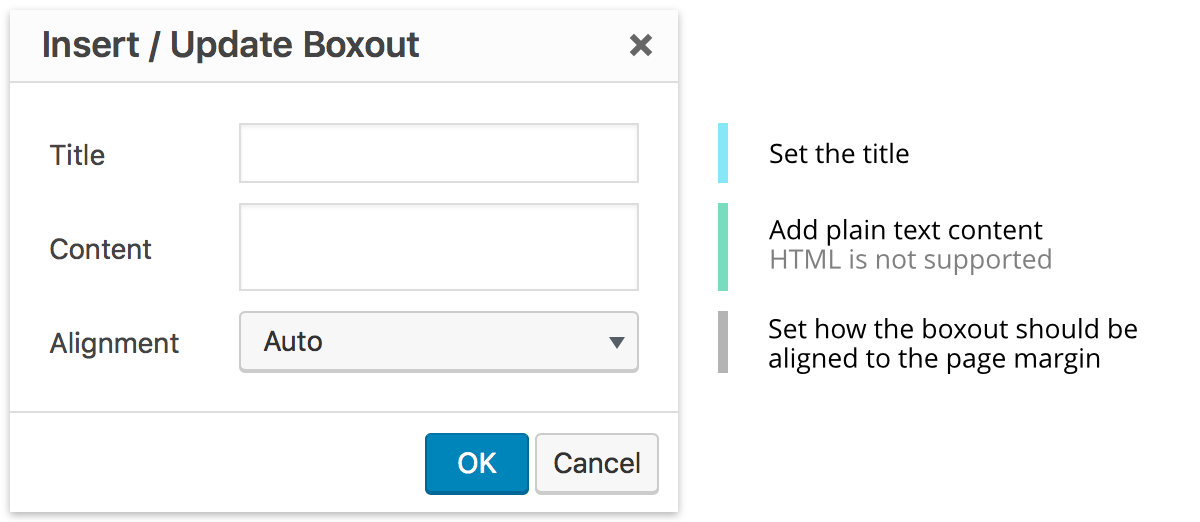 Insert / Update Boxout
Title
Set the title
Content
Add plain text content
HTML is not supported
Alignment
Auto
Set how the boxout should be
aligned to the page margin
OK
Cancel